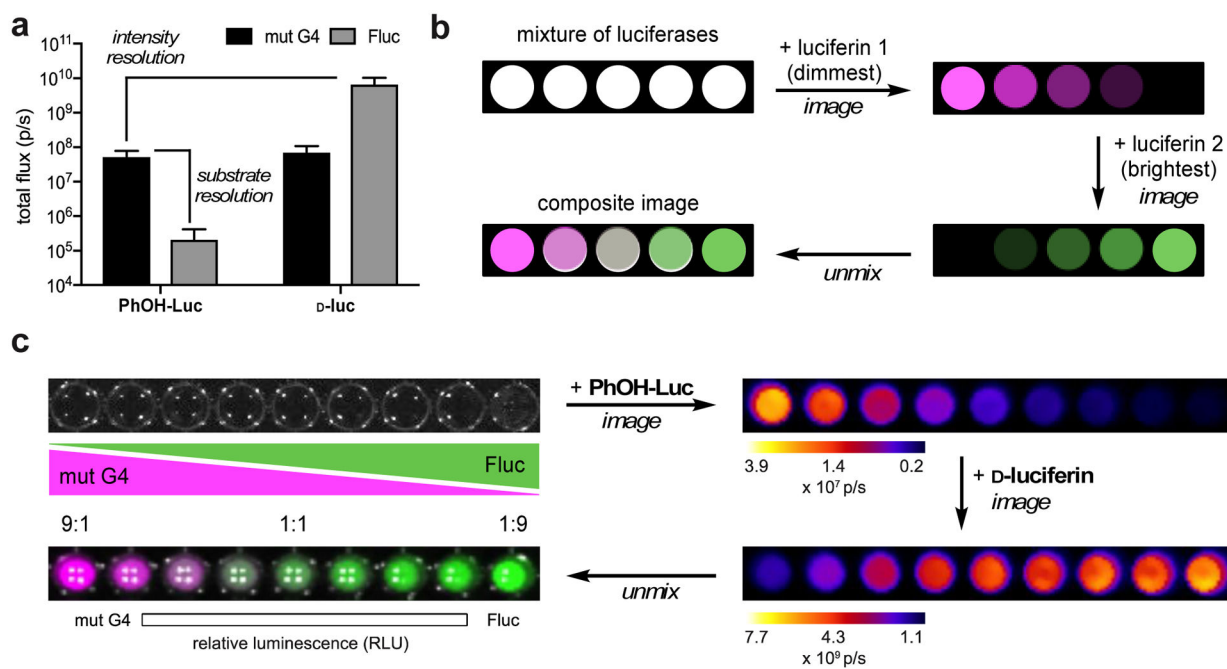 a
intensity
resolution
mut G4
Fluc
total flux (p/s)
10¹¹
10¹⁰
10⁹
10⁸
10⁷
10⁶
10⁵
10⁴
substrate
resolution
PhOH-Luc
D-luc
b
mixture of luciferases
+ luciferin 1
(dimmest)
image
+ luciferin 2
(brightest)
image
composite image
unmix
c
+ PhOH-Luc
image
Fluc
mut G4
3.9 1.4 0.2
x 10⁷ p/s
+ D-luciferin
image
9:1 1:1 1:9
unmix
mut G4 Fluc
relative luminescence (RLU)
7.7 4.3 1.1
x 10⁹ p/s